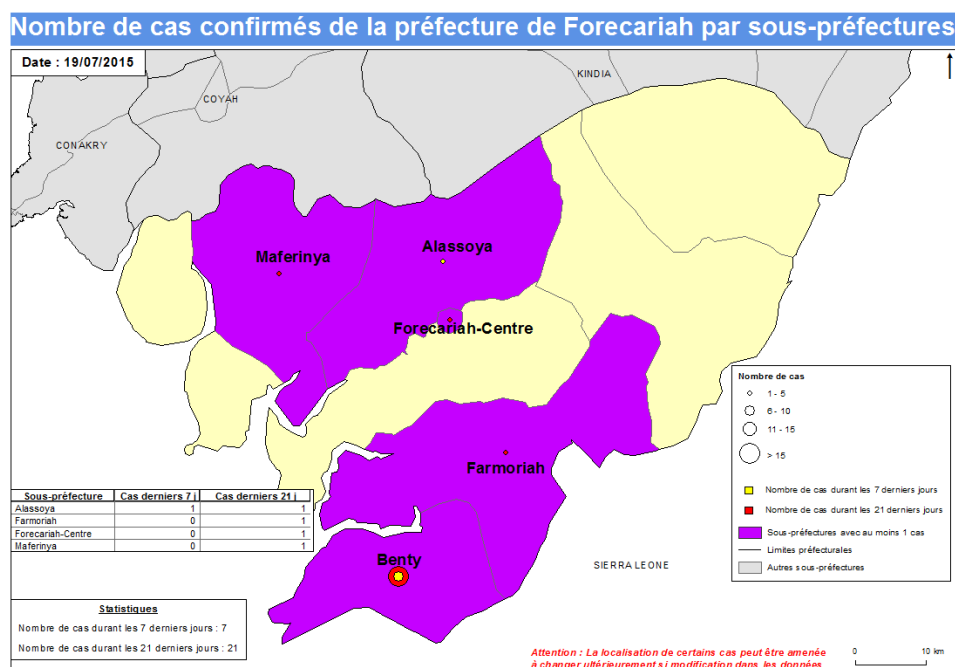 Nombre de cas confirmés de la préfecture de Forecariah par sous-préfectures
Date : 19/07/2015
KINDIA
COYAH
CONAKRY
Maferinya
Alassoya
Forecariah-Centre
Farmoriah
Benty
SIERRA LEONE
Nombre de cas
1 - 5
6 - 10
11 - 15
> 15
Nombre de cas durant les 7 derniers jours
Nombre de cas durant les 21 derniers jours
Sous-préfectures avec au moins 1 cas
Limites préfecturales
Autres sous-préfectures
Sous-préfecture Cas derniers 7 j Cas derniers 21 j
Alassoya 1 1
Farmoriah 0 1
Forecariah-Centre 0 1
Maferinya 0 1
Statistiques
Nombre de cas durant les 7 derniers jours : 7
Nombre de cas durant les 21 derniers jours : 21
Attention : La localisation de certains cas peut être amenée
à changer ultérieurement si modification dans les données
0 10 km